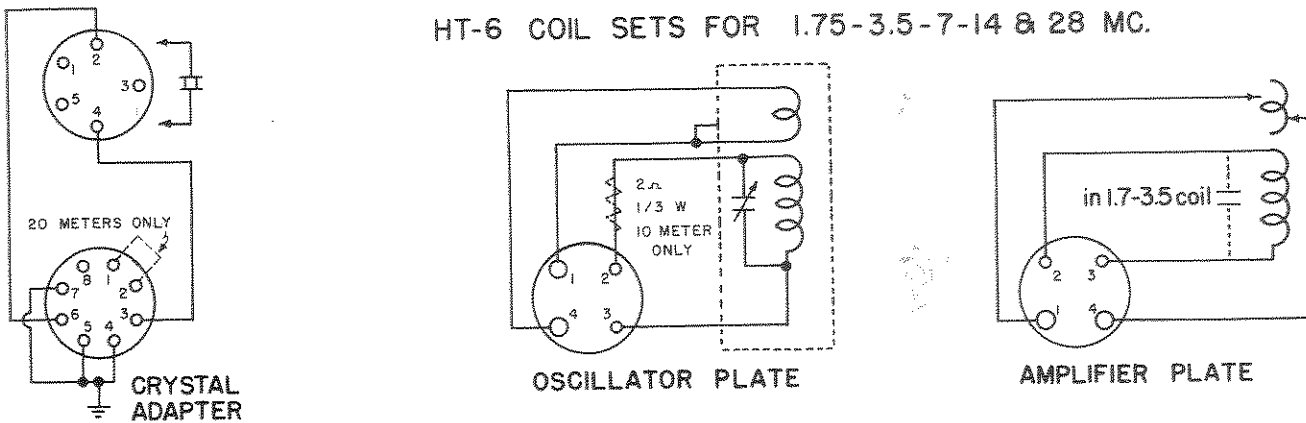 HT-6 COIL SETS FOR 1.75-3.5-7-14 & 28 MC.
2
1
3
5
4
20 METERS ONLY
8
1
7
2
6
5
4
3
CRYSTAL
ADAPTER
2Ω
1/3 W
10 METER
ONLY
1
2
4
3
OSCILLATOR PLATE
in 1.7-3.5 coil
2
3
1
4
AMPLIFIER PLATE